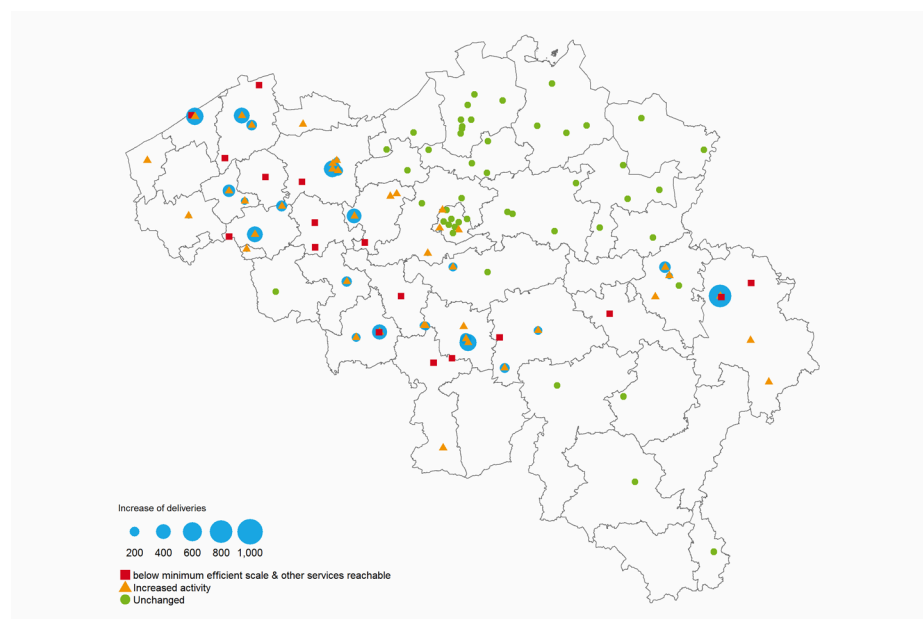 Increase of deliveries
200 400 600 800 1,000
below minimum efficient scale & other services reachable
Increased activity
Unchanged